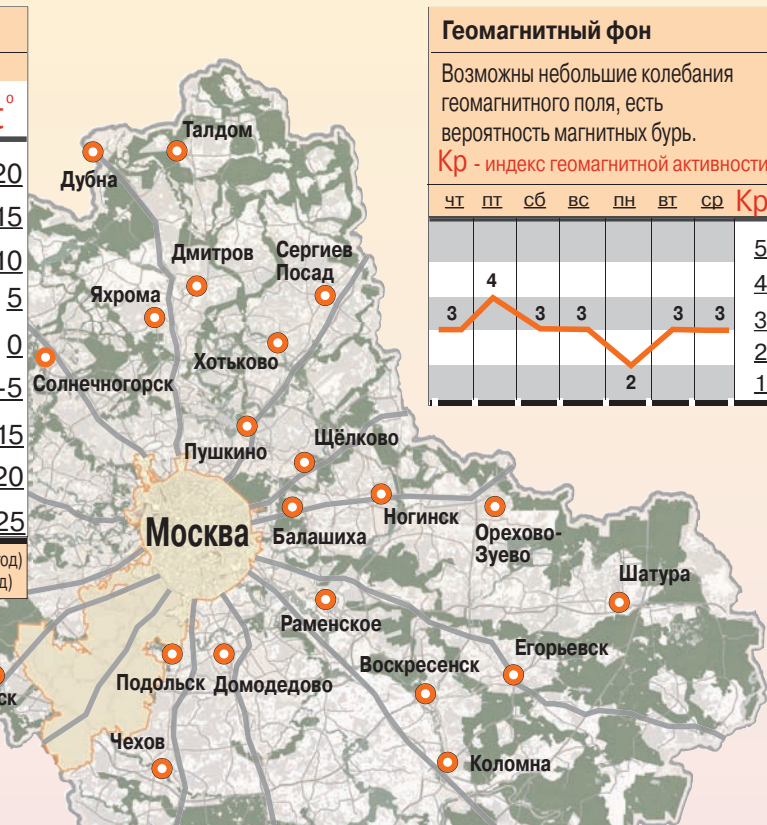 Геомагнитный фон
Возможны небольшие колебания
геомагнитного поля, есть
вероятность магнитных бурь.
Кр - индекс геомагнитной активности
чт пт сб вс пн вт ср Кр
5
4
3
2
1
3 4 3 3 2 3 3
t°
20
15
10
5
0
-5
15
20
25
год)
д)
Талдом
Дубна
Дмитров
Сергиев
Посад
Яхрома
Хотьково
Солнечногорск
Пушкино
Щёлково
Москва
Балашиха
Ногинск
Орехово-
Зуево
Шатура
Раменское
Егорьевск
Воскресенск
Подольск
Домодедово
ск
Чехов
Коломна